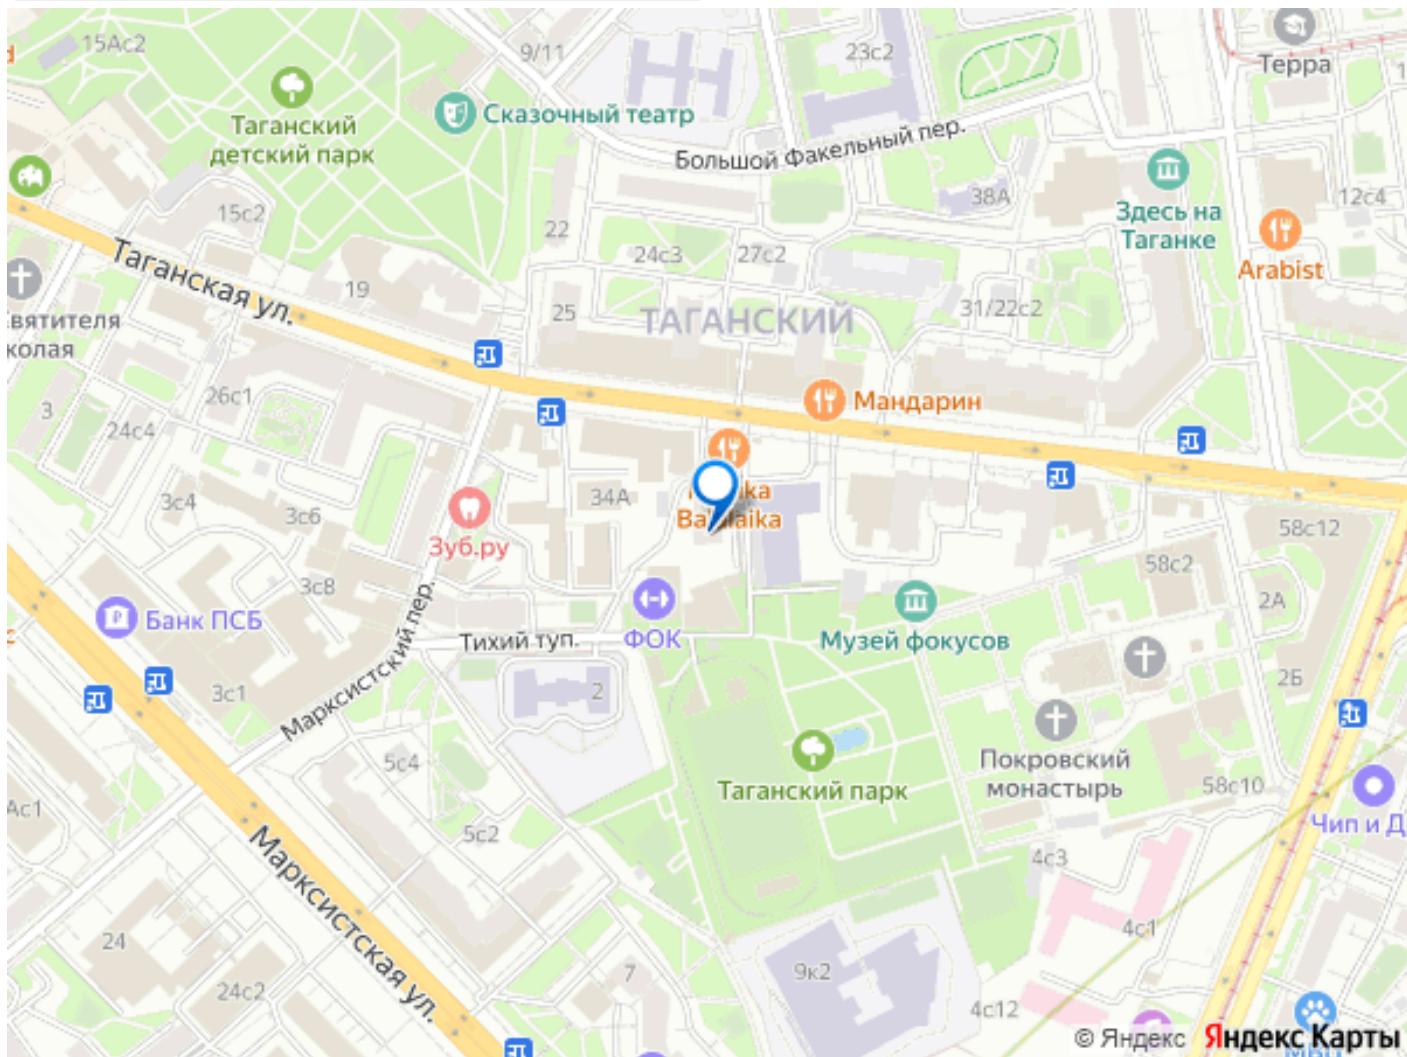 15Ас2
9/11
23с2
Терра
Таганский
детский парк
Сказочный театр
Большой Факельный пер.
38А
12с4
Здесь на
Таганке
Arabist
15с2
22
24с3
27с2
Таганская ул.
19
25
ТАГАНСКИЙ
31/22с2
вятителя
колая
3
26с1
24с4
Мандарин
3с4
3с6
34А
Зуб.ру
58с12
58с2
3с8
2А
Банк ПСБ
Марксистский пер.
Тихий туп.
ФОК
Музей фокусов
3с1
2
2Б
5с4
Таганский парк
Покровский
монастырь
58с10
Ас1
5с2
Чип и Д
4с3
Марксистская ул.
24
4с1
24с2
7
9к2
4с12
© Яндекс Яндекс Карты